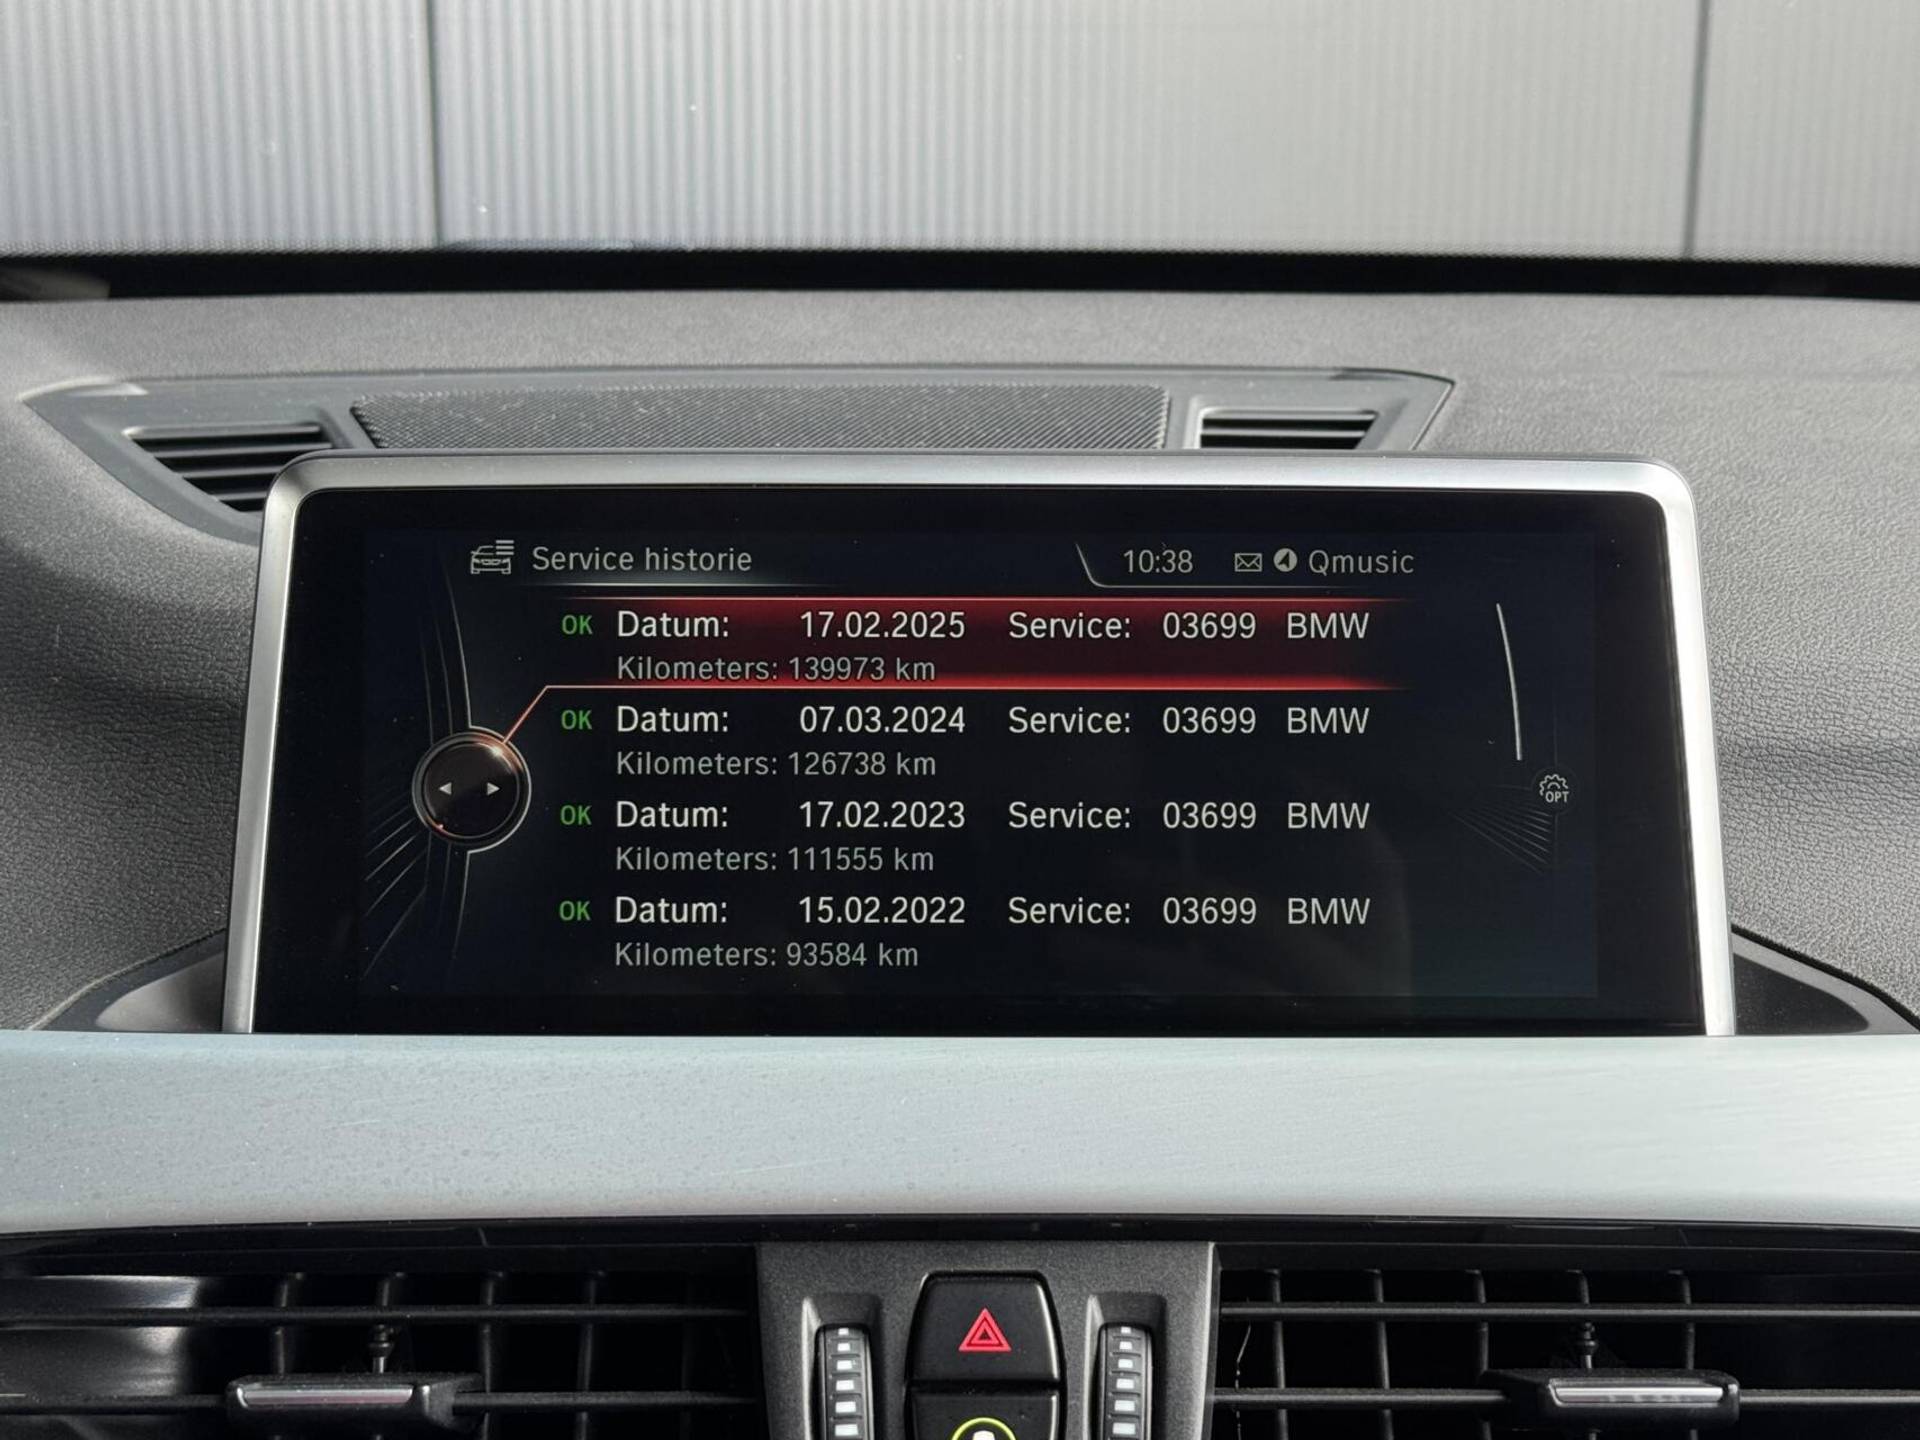 Service historie 10:38 Qmusic
OK Datum: 17.02.2025 Service: 03699 BMW
Kilometers: 139973 km
OK Datum: 07.03.2024 Service: 03699 BMW
Kilometers: 126738 km
OK Datum: 17.02.2023 Service: 03699 BMW
Kilometers: 111555 km
OK Datum: 15.02.2022 Service: 03699 BMW
Kilometers: 93584 km
OPT